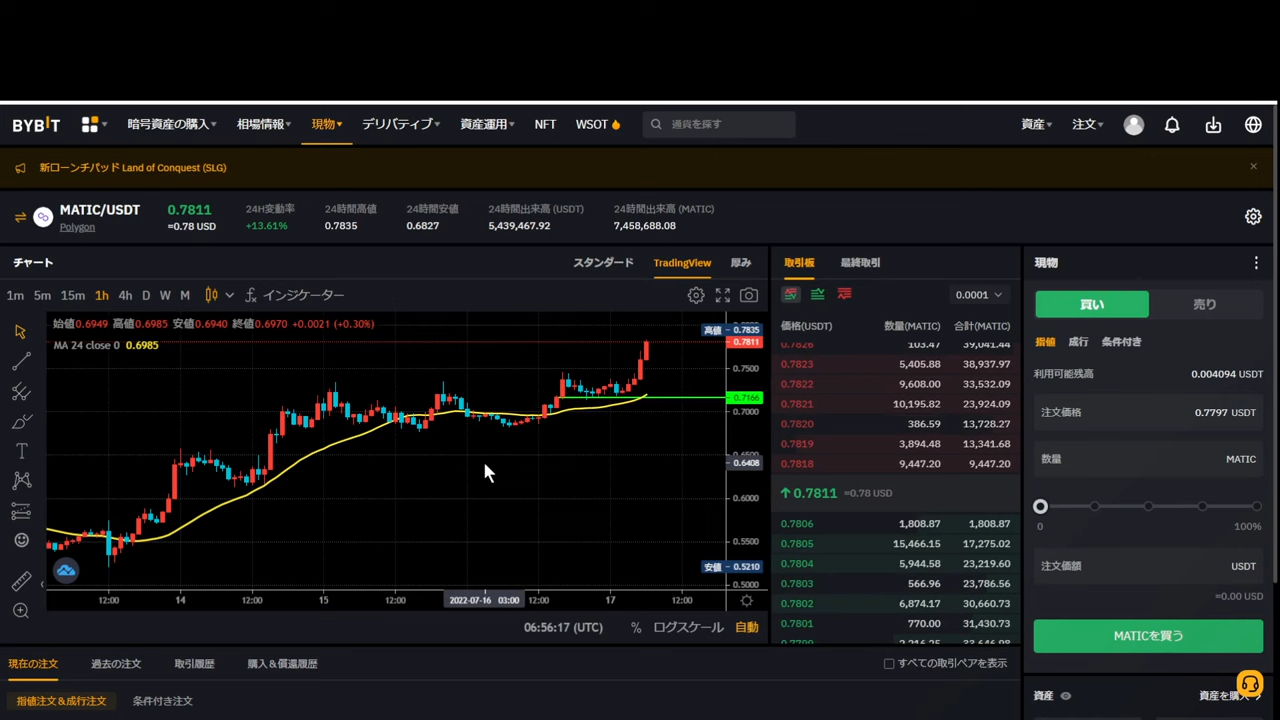 BYBIT 暗号資産の購入 相場情報 現物 デリバティブ 資産運用 NFT WSOT 通貨を探す 資産 注文
新ローンチパッド Land of Conquest (SLG)
MATIC/USDT 0.7811 24H変動率 24時間高値 24時間安値 24時間出来高 (USDT) 24時間出来高 (MATIC)
Polygon ≈0.78 USD +13.61% 0.7835 0.6827 5,439,467.92 7,458,688.08
チャート スタンダード TradingView 厚み
1m 5m 15m 1h 4h D W M インジケーター
始値0.6949 高値0.6985 安値0.6940 終値0.6970 +0.0021 (+0.30%)
MA 24 close 0 0.6985
高値 0.7835
0.7811
0.7500
0.7166
0.7000
0.6408
0.6000
0.5500
安値 0.5210
0.5000
12:00 14 12:00 15 12:00 2022-07-16 03:00 12:00 17 12:00
06:56:17 (UTC) % ログスケール 自動
取引板 最終取引
0.0001
価格(USDT) 数量(MATIC) 合計(MATIC)
0.7826 103.47 39,041.44
0.7823 5,405.88 38,937.97
0.7822 9,608.00 33,532.09
0.7821 10,195.82 23,924.09
0.7820 386.59 13,728.27
0.7819 3,894.48 13,341.68
0.7818 9,447.20 9,447.20
0.7811 ≈0.78 USD
0.7806 1,808.87 1,808.87
0.7805 15,466.15 17,275.02
0.7804 5,944.58 23,219.60
0.7803 566.96 23,786.56
0.7802 6,874.17 30,660.73
0.7801 770.00 31,430.73
現物
買い 売り
指値 成行 条件付き
利用可能残高 0.004094 USDT
注文価格 0.7797 USDT
数量 MATIC
0 100%
注文価額 USDT
≈0.00 USD
MATICを買う
資産 資産を購入
現在の注文 過去の注文 取引履歴 購入＆償還履歴 すべての取引ペアを表示
指値注文＆成行注文 条件付き注文